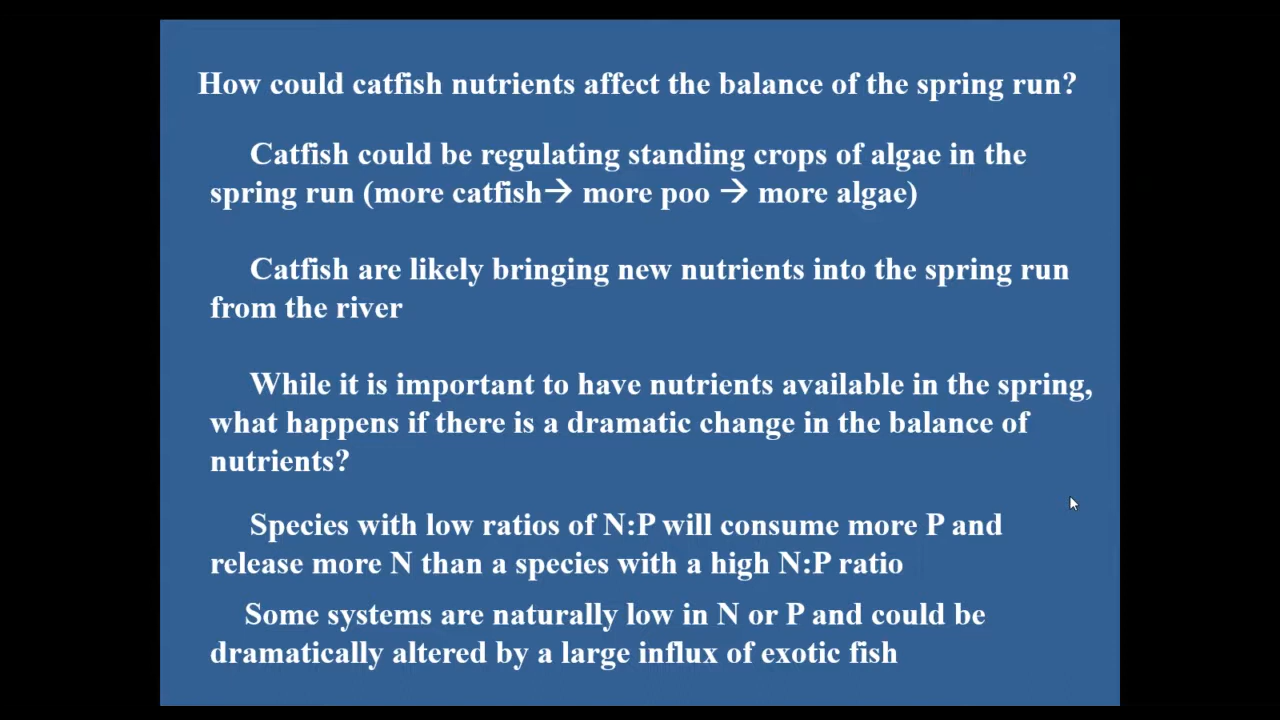 How could catfish nutrients affect the balance of the spring run?
Catfish could be regulating standing crops of algae in the
spring run (more catfish→ more poo → more algae)
Catfish are likely bringing new nutrients into the spring run
from the river
While it is important to have nutrients available in the spring,
what happens if there is a dramatic change in the balance of
nutrients?
Species with low ratios of N:P will consume more P and
release more N than a species with a high N:P ratio
Some systems are naturally low in N or P and could be
dramatically altered by a large influx of exotic fish